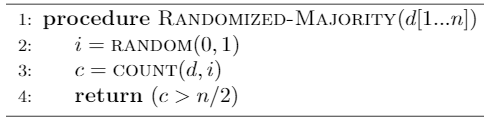 1: procedure RANDOMIZED-MAJORITY(d[1...n])
2: i = RANDOM(0, 1)
3: c = COUNT(d, i)
4: return (c > n/2)